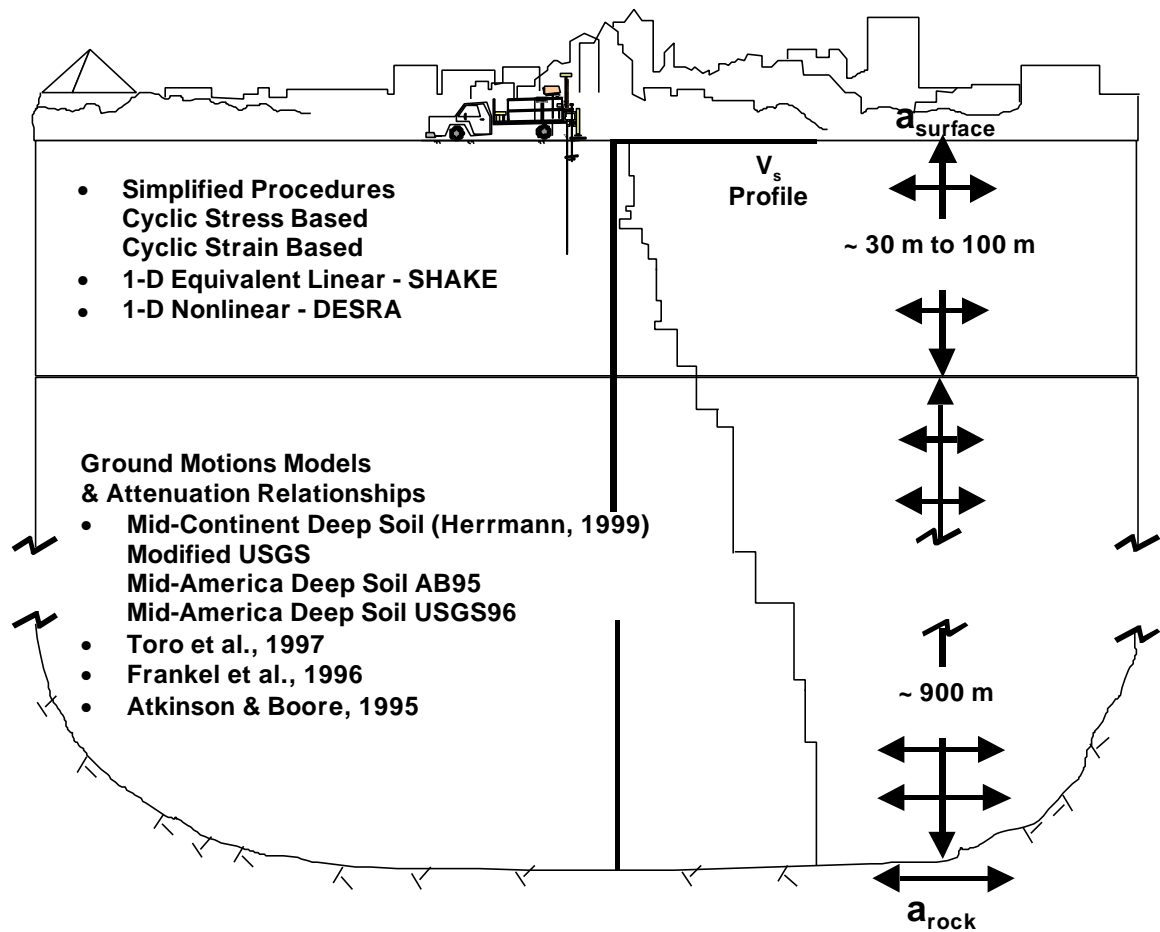 a_surface
V_s
Profile
• Simplified Procedures
Cyclic Stress Based
Cyclic Strain Based
• 1-D Equivalent Linear - SHAKE
• 1-D Nonlinear - DESRA
~ 30 m to 100 m
Ground Motions Models
& Attenuation Relationships
• Mid-Continent Deep Soil (Herrmann, 1999)
Modified USGS
Mid-America Deep Soil AB95
Mid-America Deep Soil USGS96
• Toro et al., 1997
• Frankel et al., 1996
• Atkinson & Boore, 1995
~ 900 m
a_rock